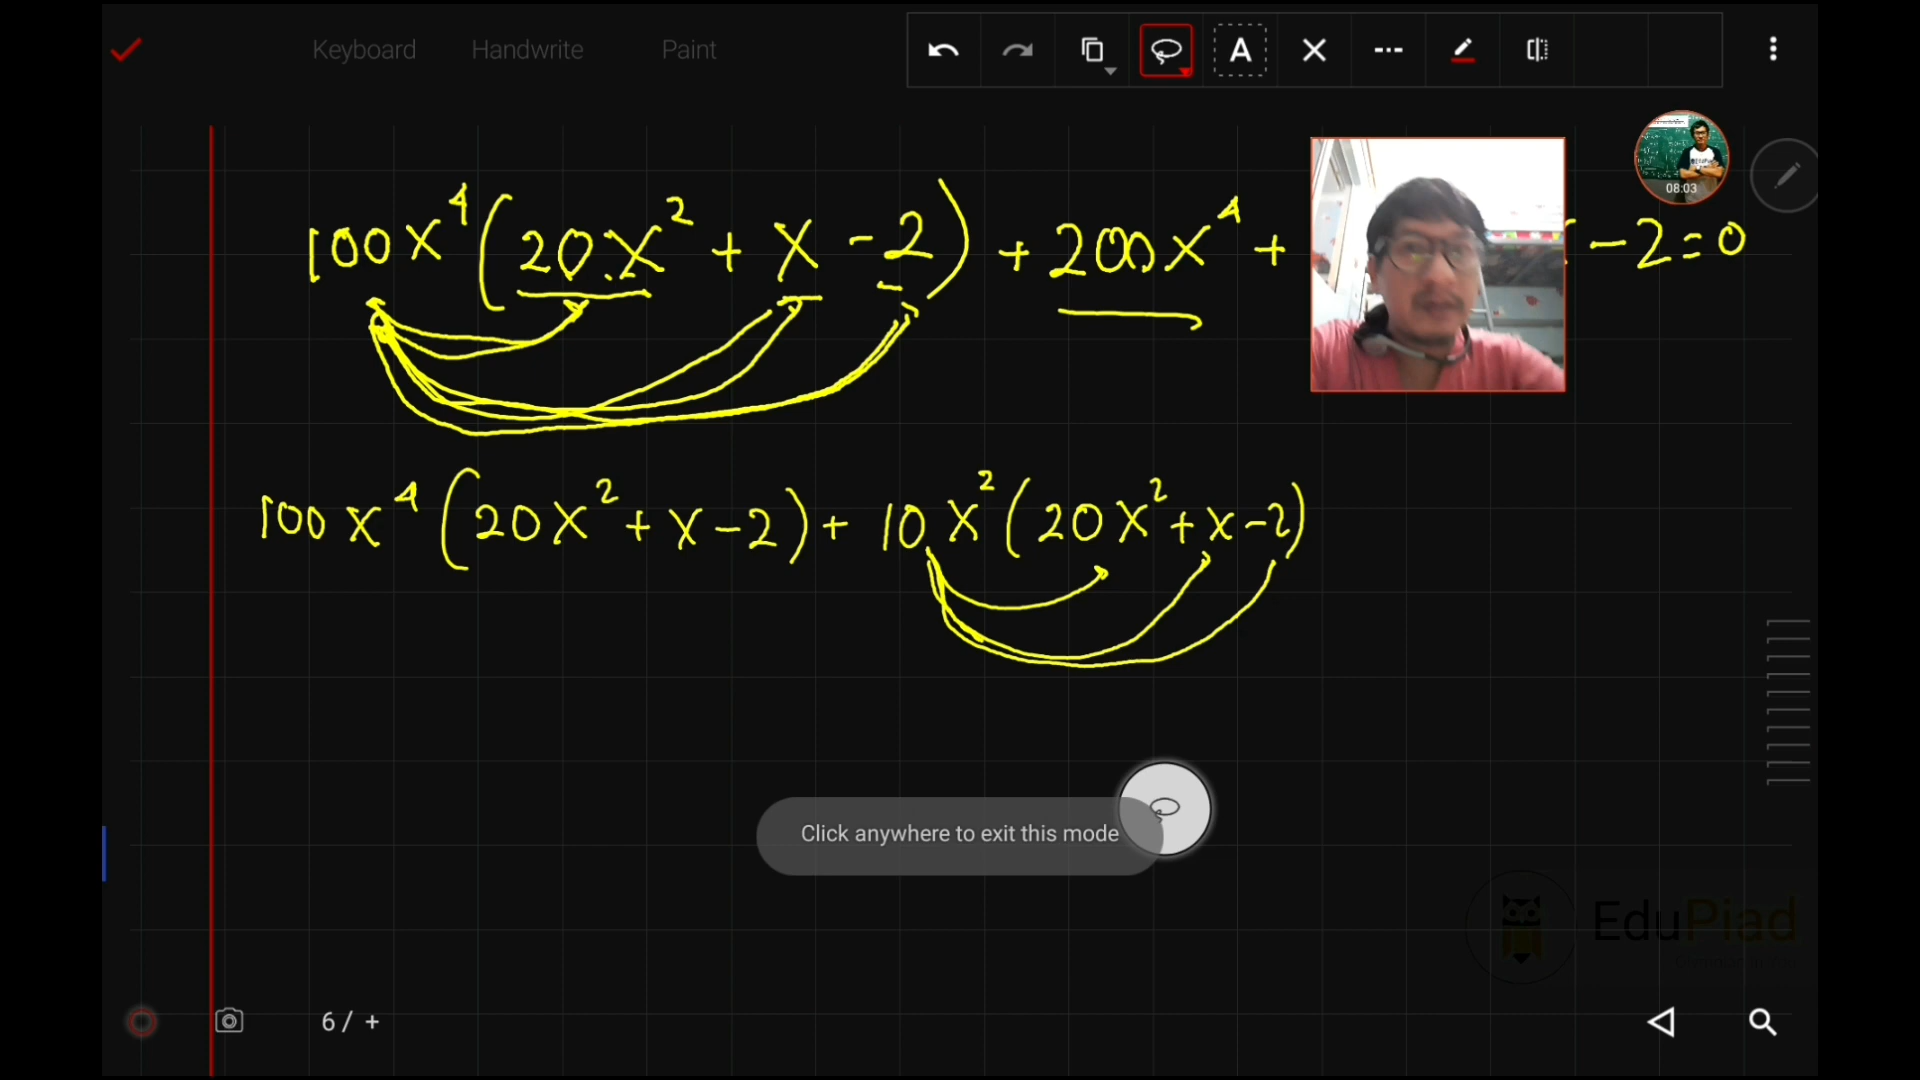 Keyboard Handwrite Paint A
08:03
100x⁴(20x²+x-2)+200x⁴+ -2=0
100x⁴(20x²+x-2)+10x²(20x²+x-2)
Click anywhere to exit this mode
EduPiad
6 / +